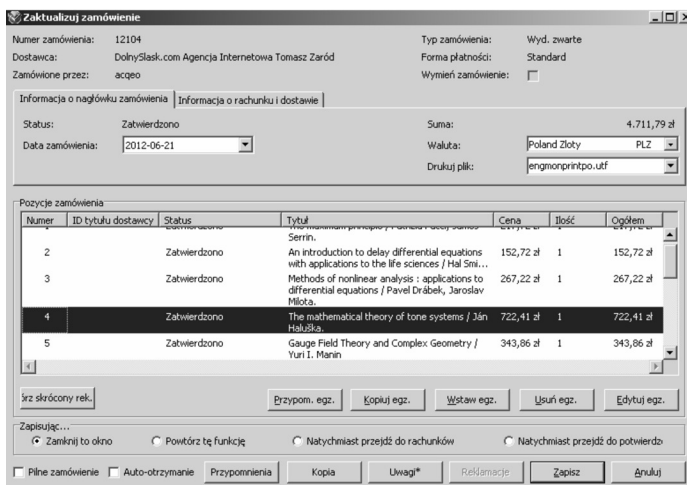 Zaktualizuj zamówienie
Numer zamówienia: 12104 Typ zamówienia: Wyd. zwarte
Dostawca: DolnySlask.com Agencja Internetowa Tomasz Zaród Forma płatności: Standard
Zamówione przez: acqeo Wymień zamówienie:
Informacja o nagłówku zamówienia Informacja o rachunku i dostawie
Status: Zatwierdzono Suma: 4.711,79 zł
Data zamówienia: 2012-06-21 Waluta: Poland Zloty PLZ
Drukuj plik: engmonprintpo.utf
Pozycje zamówienia
Numer ID tytułu dostawcy Status Tytuł Cena Ilość Ogółem
Serrin.
2 Zatwierdzono An introduction to delay differential equations 152,72 zł 1 152,72 zł
with applications to the life sciences / Hal Smi...
3 Zatwierdzono Methods of nonlinear analysis : applications to 267,22 zł 1 267,22 zł
differential equations / Pavel Drábek, Jaroslav
Milota.
4 Zatwierdzono The mathematical theory of tone systems / Ján 722,41 zł 1 722,41 zł
Haluška.
5 Zatwierdzono Gauge Field Theory and Complex Geometry / 343,86 zł 1 343,86 zł
Yuri I. Manin
órz skrócony rek. Przypom. egz. Kopiuj egz. Wstaw egz. Usuń egz. Edytuj egz.
Zapisując...
Zamknij to okno Powtórz tę funkcję Natychmiast przejdź do rachunków Natychmiast przejdź do potwierdze
Pilne zamówienie Auto-otrzymanie Przypomnienia Kopia Uwagi* Reklamacje Zapisz Anuluj